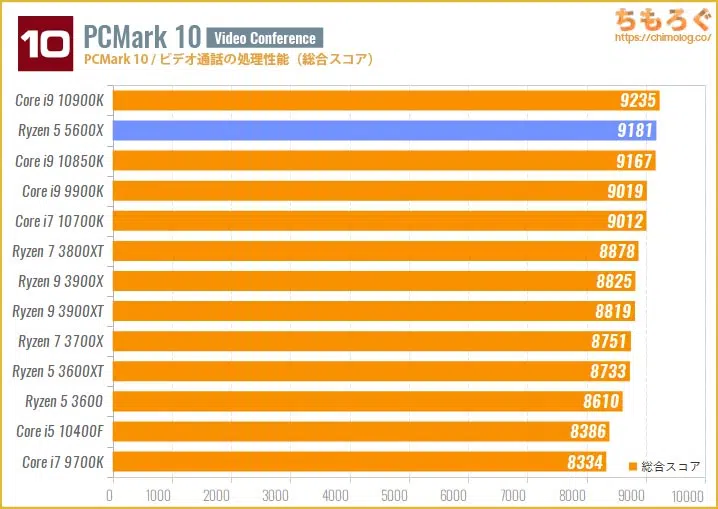 10
PCMark 10 Video Conference
PCMark 10 / ビデオ通話の処理性能（総合スコア）
ちもろぐ
https://chimolog.co/
Core i9 10900K 9235
Ryzen 5 5600X 9181
Core i9 10850K 9167
Core i9 9900K 9019
Core i7 10700K 9012
Ryzen 7 3800XT 8878
Ryzen 9 3900X 8825
Ryzen 9 3900XT 8819
Ryzen 7 3700X 8751
Ryzen 5 3600XT 8733
Ryzen 5 3600 8610
Core i5 10400F 8386
Core i7 9700K 8334
総合スコア
0 1000 2000 3000 4000 5000 6000 7000 8000 9000 10000